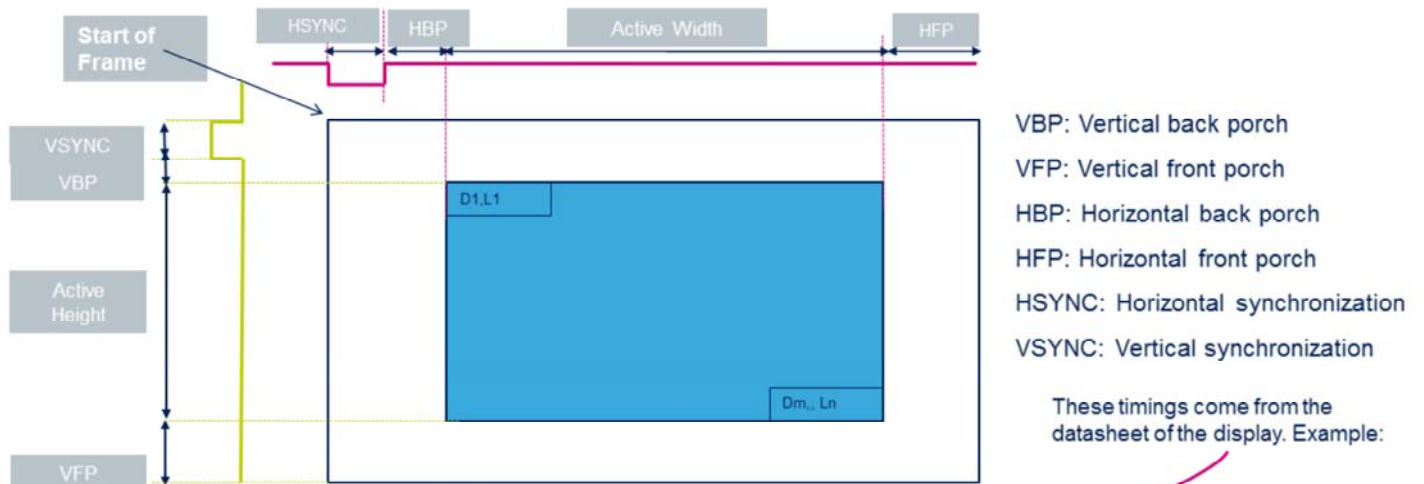 HSYNC
HBP
Active Width
HFP
Start of
Frame
VSYNC
VBP
Active
Height
VFP
D1,L1
Dm,, Ln
VBP: Vertical back porch
VFP: Vertical front porch
HBP: Horizontal back porch
HFP: Horizontal front porch
HSYNC: Horizontal synchronization
VSYNC: Vertical synchronization
These timings come from the
datasheet of the display. Example: